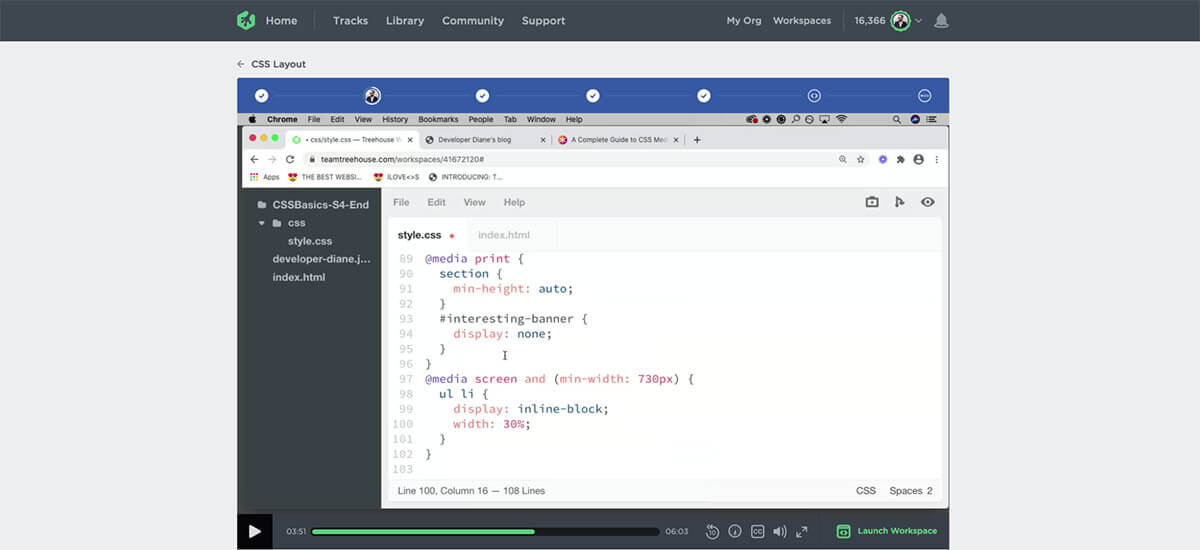 Home Tracks Library Community Support My Org Workspaces 16,366
CSS Layout
Chrome File Edit View History Bookmarks People Tab Window Help
css/style.css — Treehouse W Developer Diane's blog A Complete Guide to CSS Med
teamtreehouse.com/workspaces/41672120#
Apps THE BEST WEBSI... ILOVE<>S INTRODUCING: T...
CSSBasics-S4-End
css
style.css
developer-diane.j...
index.html
File Edit View Help
style.css index.html
89 @media print {
90 section {
91 min-height: auto;
92 }
93 #interesting-banner {
94 display: none;
95 }
96 }
97 @media screen and (min-width: 730px) {
98 ul li {
99 display: inline-block;
100 width: 30%;
101 }
102 }
103
Line 100, Column 16 — 108 Lines CSS Spaces 2
03:51 06:03 10 CC Launch Workspace